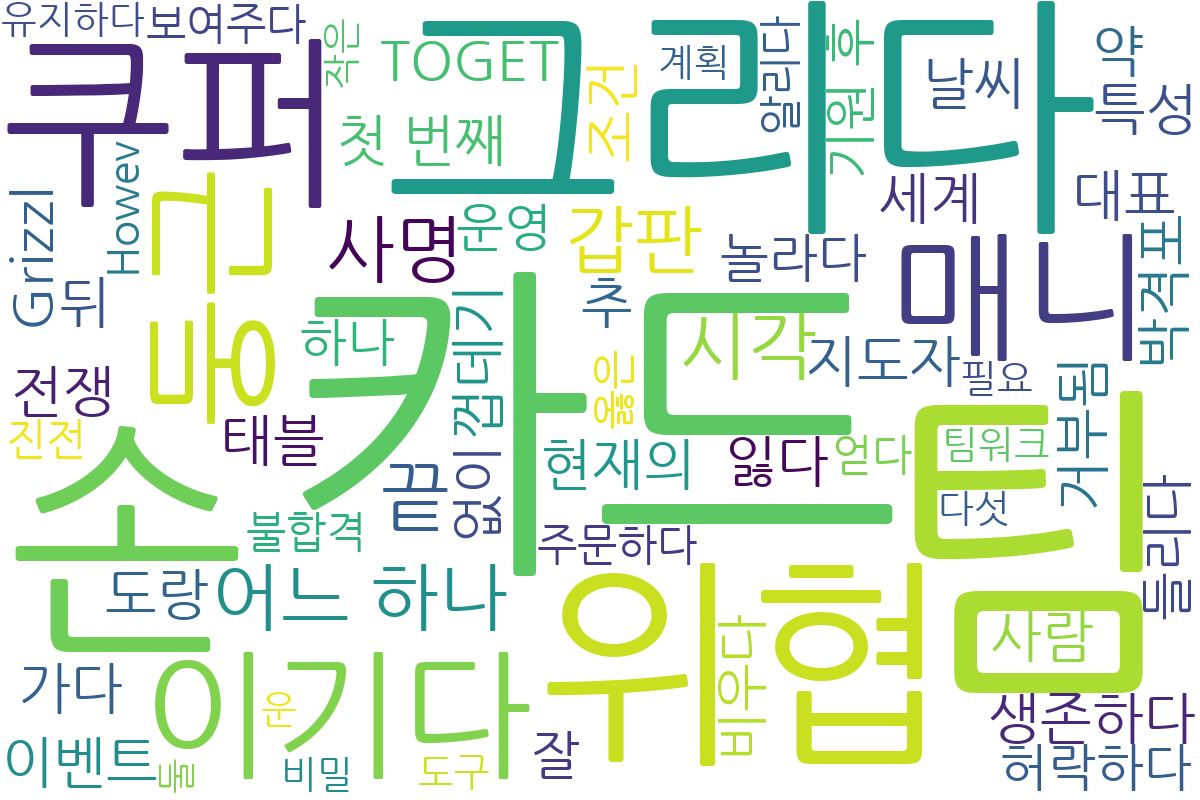 유지하다
보여주다
작은
TOGET
계획
알리다
기원 후
날씨
약
특성
쿠퍼
그리다
첫 번째
조건
Howev
Grizzl
뒤
곤봉
사명
운영
갑판
놀라다
세계
대표
박격포
매니
추
카드
시각
지도자
필요
하나
껍데기
옳은
전쟁
진전
태블
손
끝
없이
현재의
잃다
얻다
팀워크
다섯
거부됨
들리다
팀
불합격
주문하다
도랑
어느 하나
위협
사람
가다
이기다
운
비우다
생존하다
허락하다
이벤트
둘
비밀
도구
잘